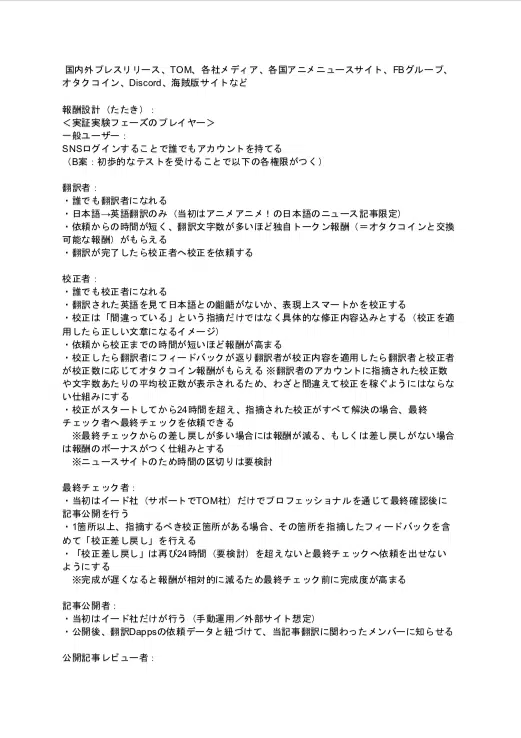 国内外プレスリリース、TOM、各社メディア、各国アニメニュースサイト、FBグループ、
オタクコイン、Discord、海賊版サイトなど
報酬設計（たたき）：
＜実証実験フェーズのプレイヤー＞
一般ユーザー：
SNSログインすることで誰でもアカウントを持てる
（B案：初歩的なテストを受けることで以下の各権限がつく）
翻訳者：
・誰でも翻訳者になれる
・日本語→英語翻訳のみ（当初はアニメアニメ！の日本語のニュース記事限定）
・依頼からの時間が短く、翻訳文字数が多いほど独自トークン報酬（＝オタクコインと交換
可能な報酬）がもらえる
・翻訳が完了したら校正者へ校正を依頼する
校正者：
・誰でも校正者になれる
・翻訳された英語を見て日本語との齟齬がないか、表現上スマートかを校正する
・校正は「間違っている」という指摘だけではなく具体的な修正内容込みとする（校正を適
用したら正しい文章になるイメージ）
・依頼から校正までの時間が短いほど報酬が高まる
・校正したら翻訳者にフィードバックが返り翻訳者が校正内容を適用したら翻訳者と校正者
が校正数に応じてオタクコイン報酬がもらえる ※翻訳者のアカウントに指摘された校正数
や文字数あたりの平均校正数が表示されるため、わざと間違えて校正を稼ぐようにはならな
い仕組みにする
・校正がスタートしてから24時間を超え、指摘された校正がすべて解決の場合、最終
チェック者へ最終チェックを依頼できる
※最終チェックからの差し戻しが多い場合には報酬が減る、もしくは差し戻しがない場合
は報酬のボーナスがつく仕組みとする
※ニュースサイトのため時間の区切りは要検討
最終チェック者：
・当初はイード社（サポートでTOM社）だけでプロフェッショナルを通じて最終確認後に
記事公開を行う
・1箇所以上、指摘するべき校正箇所がある場合、その箇所を指摘したフィードバックを含
めて「校正差し戻し」を行える
・「校正差し戻し」は再び24時間（要検討）を超えないと最終チェックへ依頼を出せない
ようにする
※完成が遅くなると報酬が相対的に減るため最終チェック前に完成度が高まる
記事公開者：
・当初はイード社だけが行う（手動運用／外部サイト想定）
・公開後、翻訳Dappsの依頼データと紐づけて、当記事翻訳に関わったメンバーに知らせる
公開記事レビュー者：